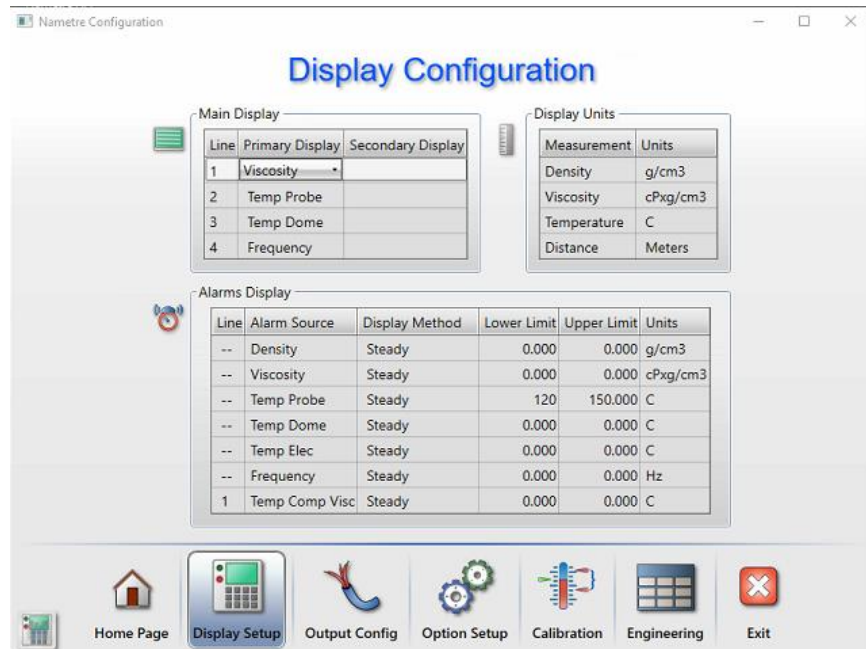 Nametre Configuration
Display Configuration
Main Display
Line Primary Display Secondary Display
1 Viscosity
2 Temp Probe
3 Temp Dome
4 Frequency
Display Units
Measurement Units
Density g/cm3
Viscosity cPxg/cm3
Temperature C
Distance Meters
Alarms Display
Line Alarm Source Display Method Lower Limit Upper Limit Units
-- Density Steady 0.000 0.000 g/cm3
-- Viscosity Steady 0.000 0.000 cPxg/cm3
-- Temp Probe Steady 120 150.000 C
-- Temp Dome Steady 0.000 0.000 C
-- Temp Elec Steady 0.000 0.000 C
-- Frequency Steady 0.000 0.000 Hz
1 Temp Comp Visc Steady 0.000 0.000 C
Home Page Display Setup Output Config Option Setup Calibration Engineering Exit